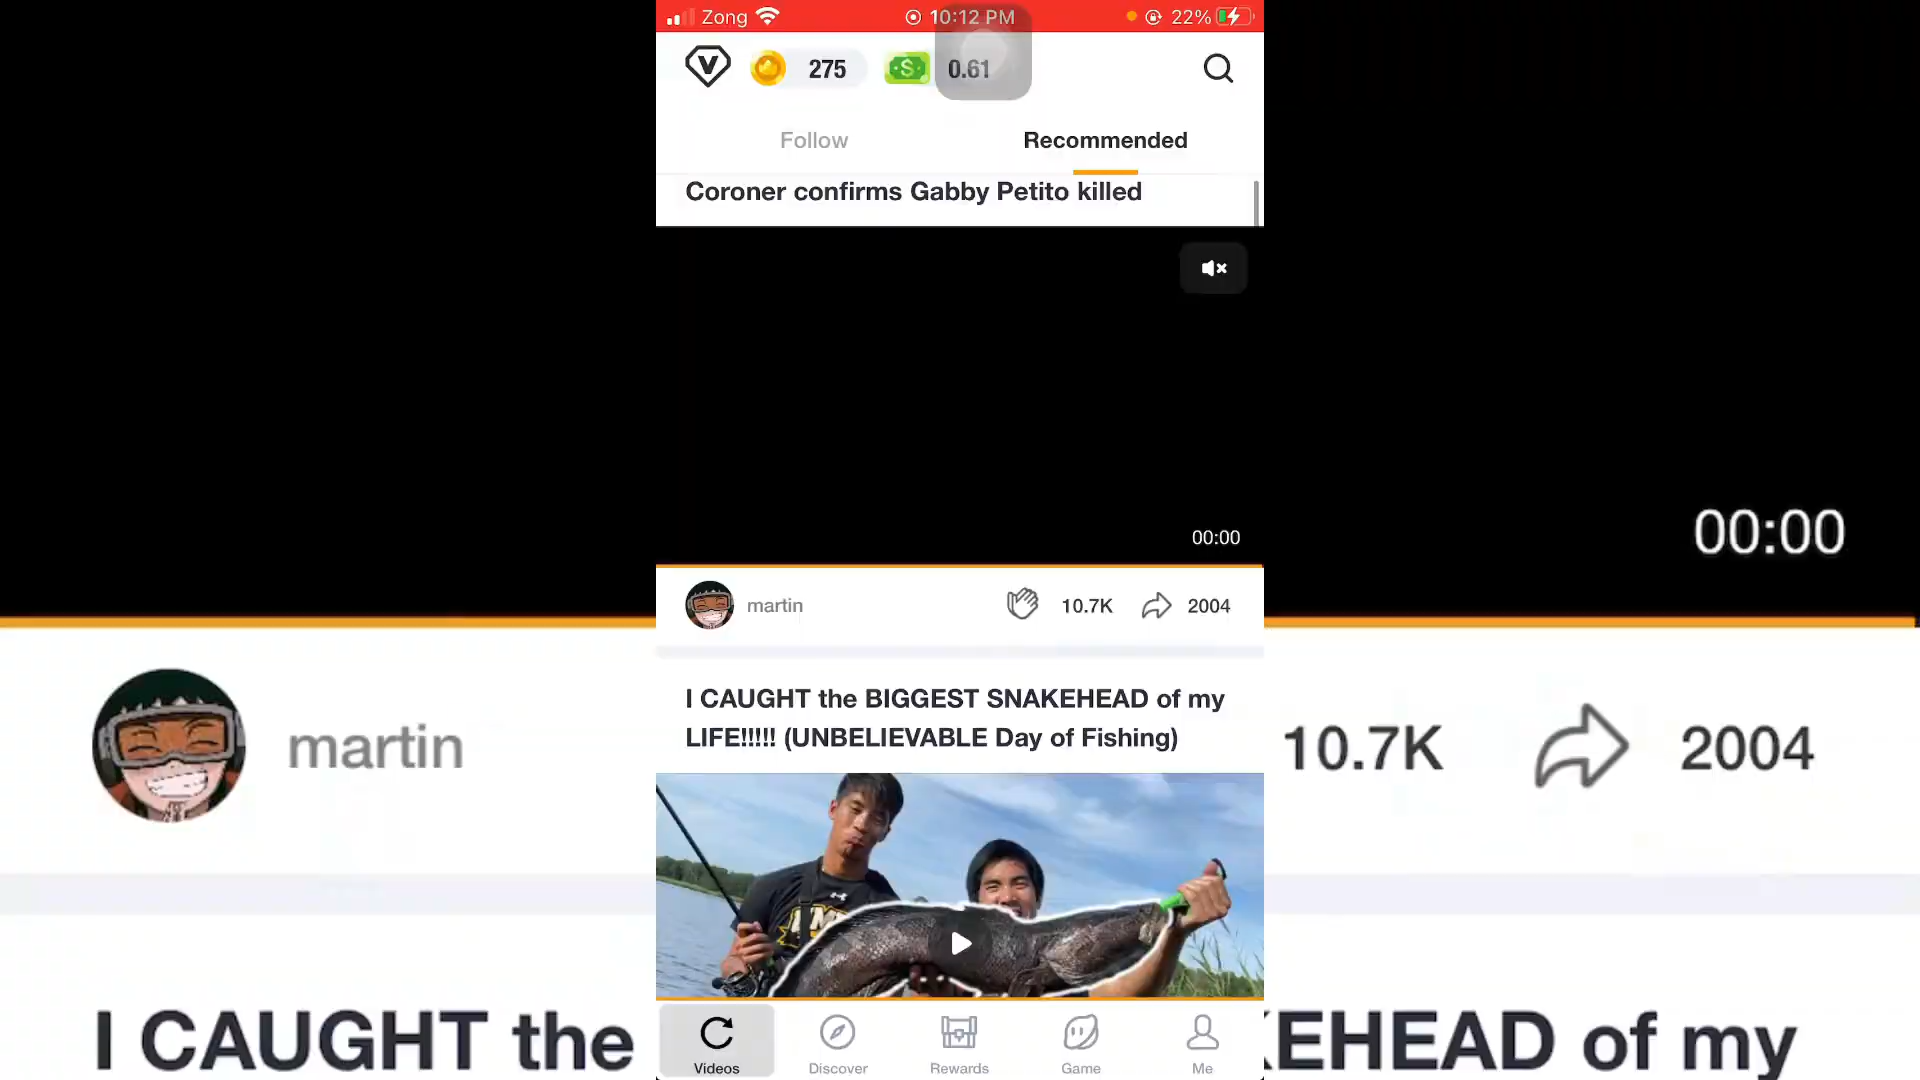 Zong
10:12 PM
22%
V
275
$
0.61
Follow
Recommended
Coroner confirms Gabby Petito killed
00:00
00:00
martin
10.7K
2004
martin
10.7K
2004
I CAUGHT the BIGGEST SNAKEHEAD of my
LIFE!!!!! (UNBELIEVABLE Day of Fishing)
I CAUGHT the
KEHEAD of my
Videos
Discover
Rewards
Game
Me